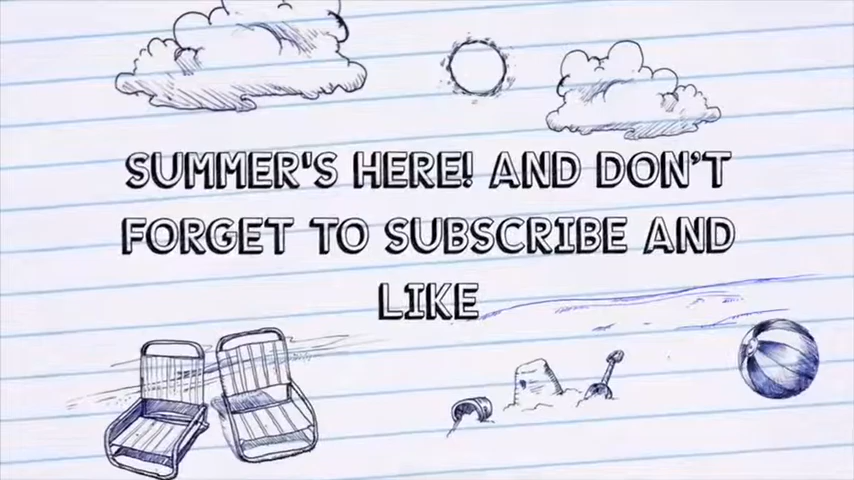 SUMMER'S HERE! AND DON’T
FORGET TO SUBSCRIBE AND
LIKE